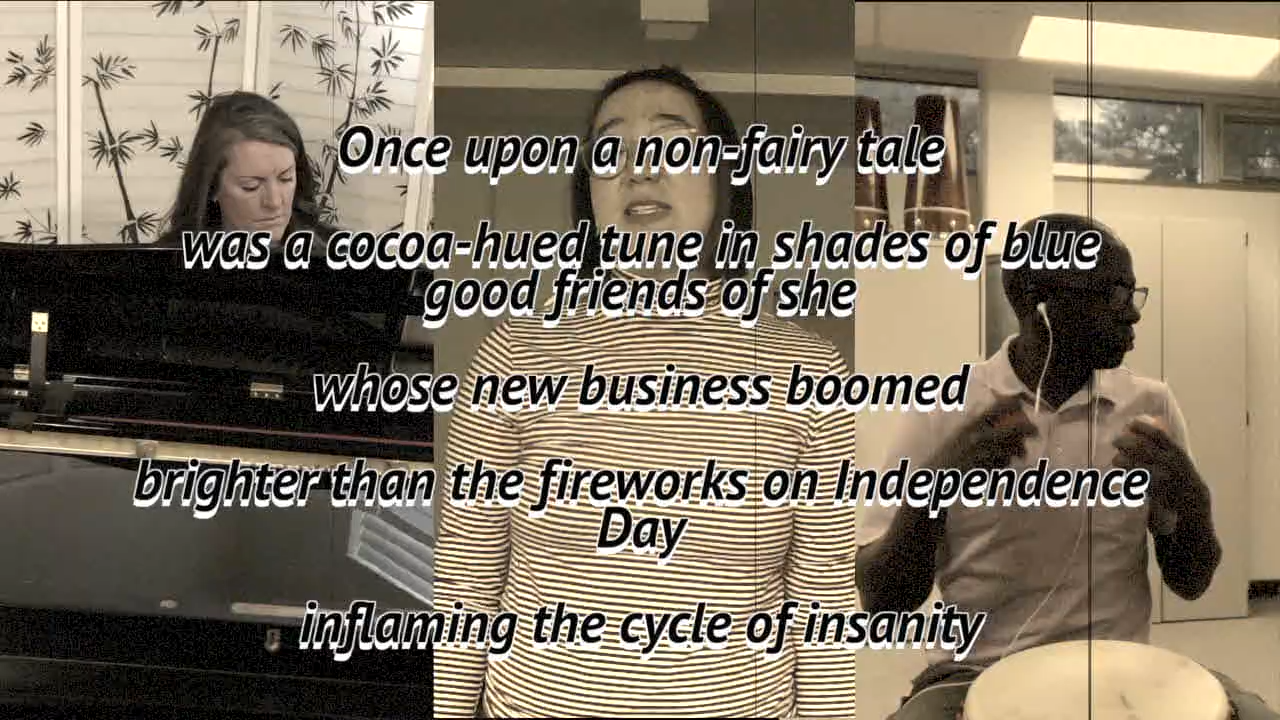 Once upon a non-fairy tale
was a cocoa-hued tune in shades of blue
good friends of she
whose new business boomed
brighter than the fireworks on Independence
Day
inflaming the cycle of insanity